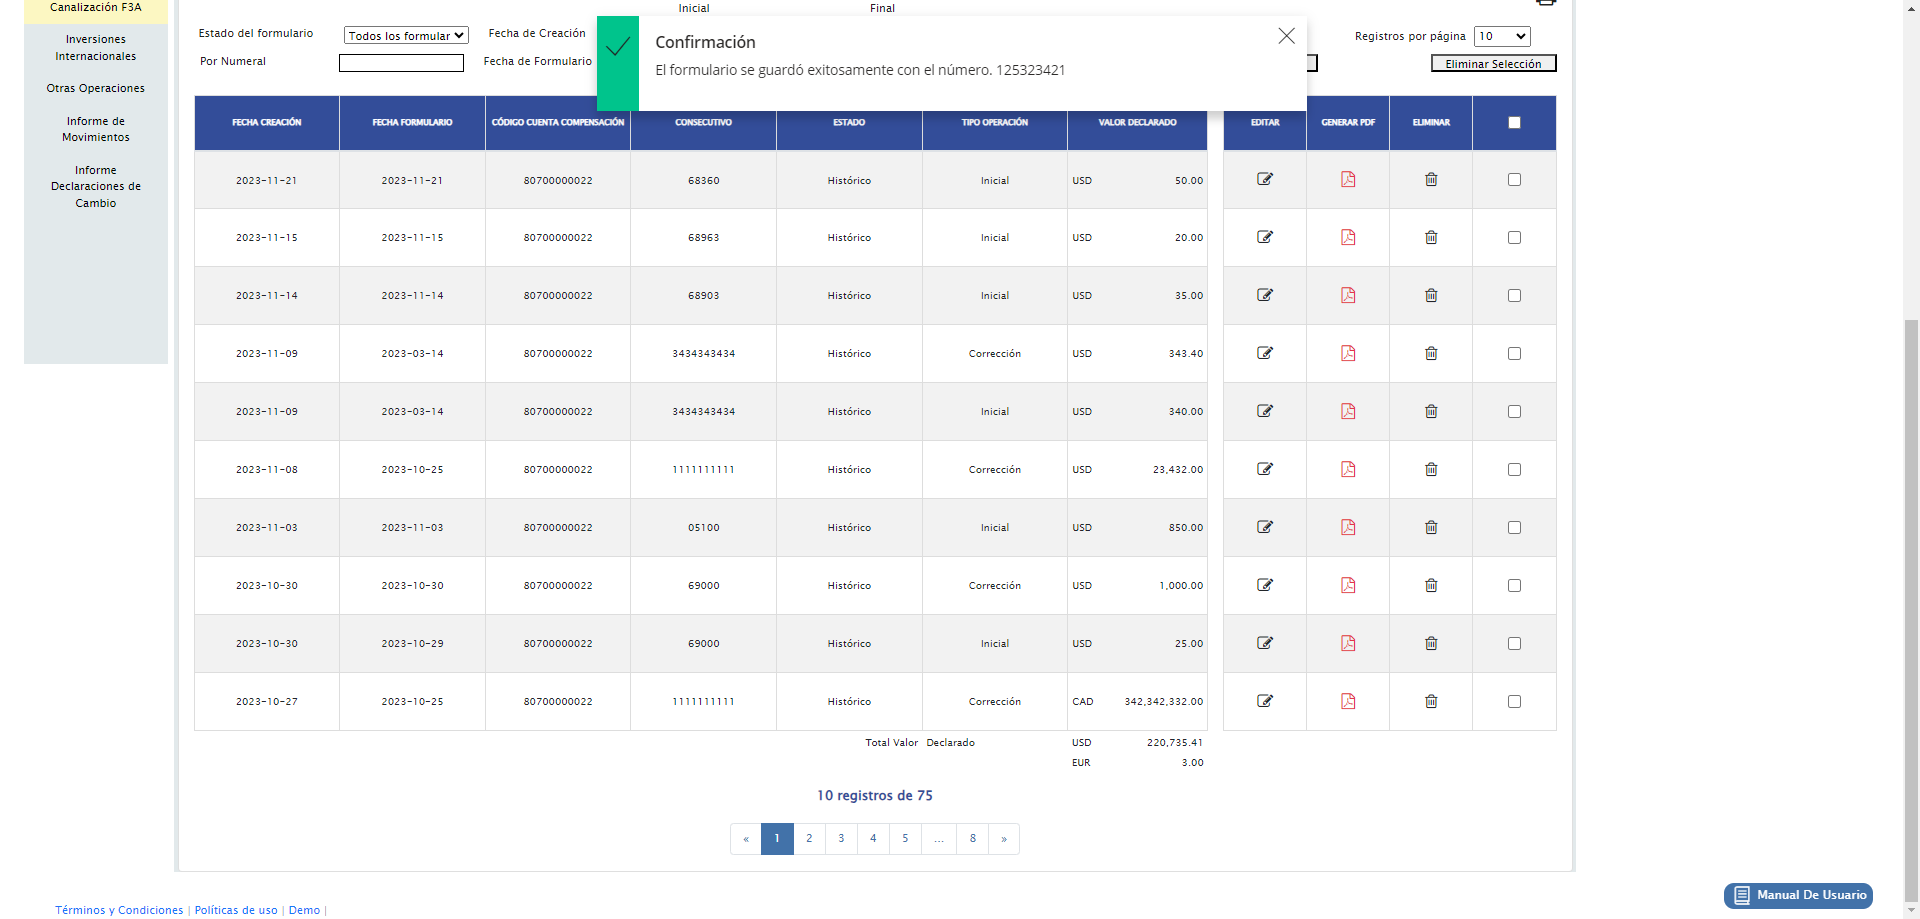 Canalización F3A
Inversiones
Internacionales
Otras Operaciones
Informe de
Movimientos
Informe
Declaraciones de
Cambio
Inicial
Final
Estado del formulario
Todos los formular
Fecha de Creación
Registros por página
10
Por Numeral
Fecha de Formulario
Eliminar Selección
Confirmación
El formulario se guardó exitosamente con el número. 125323421
FECHA CREACIÓN FECHA FORMULARIO CÓDIGO CUENTA COMPENSACIÓN CONSECUTIVO ESTADO TIPO OPERACIÓN VALOR DECLARADO EDITAR GENERAR PDF ELIMINAR
2023-11-21 2023-11-21 80700000022 68360 Histórico Inicial USD 50.00
2023-11-15 2023-11-15 80700000022 68963 Histórico Inicial USD 20.00
2023-11-14 2023-11-14 80700000022 68903 Histórico Inicial USD 35.00
2023-11-09 2023-03-14 80700000022 3434343434 Histórico Corrección USD 343.40
2023-11-09 2023-03-14 80700000022 3434343434 Histórico Inicial USD 340.00
2023-11-08 2023-10-25 80700000022 1111111111 Histórico Corrección USD 23,432.00
2023-11-03 2023-11-03 80700000022 05100 Histórico Inicial USD 850.00
2023-10-30 2023-10-30 80700000022 69000 Histórico Corrección USD 1,000.00
2023-10-30 2023-10-29 80700000022 69000 Histórico Inicial USD 25.00
2023-10-27 2023-10-25 80700000022 1111111111 Histórico Corrección CAD 342,342,332.00
Total Valor Declarado USD 220,735.41
EUR 3.00
10 registros de 75
« 1 2 3 4 5 ... 8 »
Manual De Usuario
Términos y Condiciones | Políticas de uso | Demo |